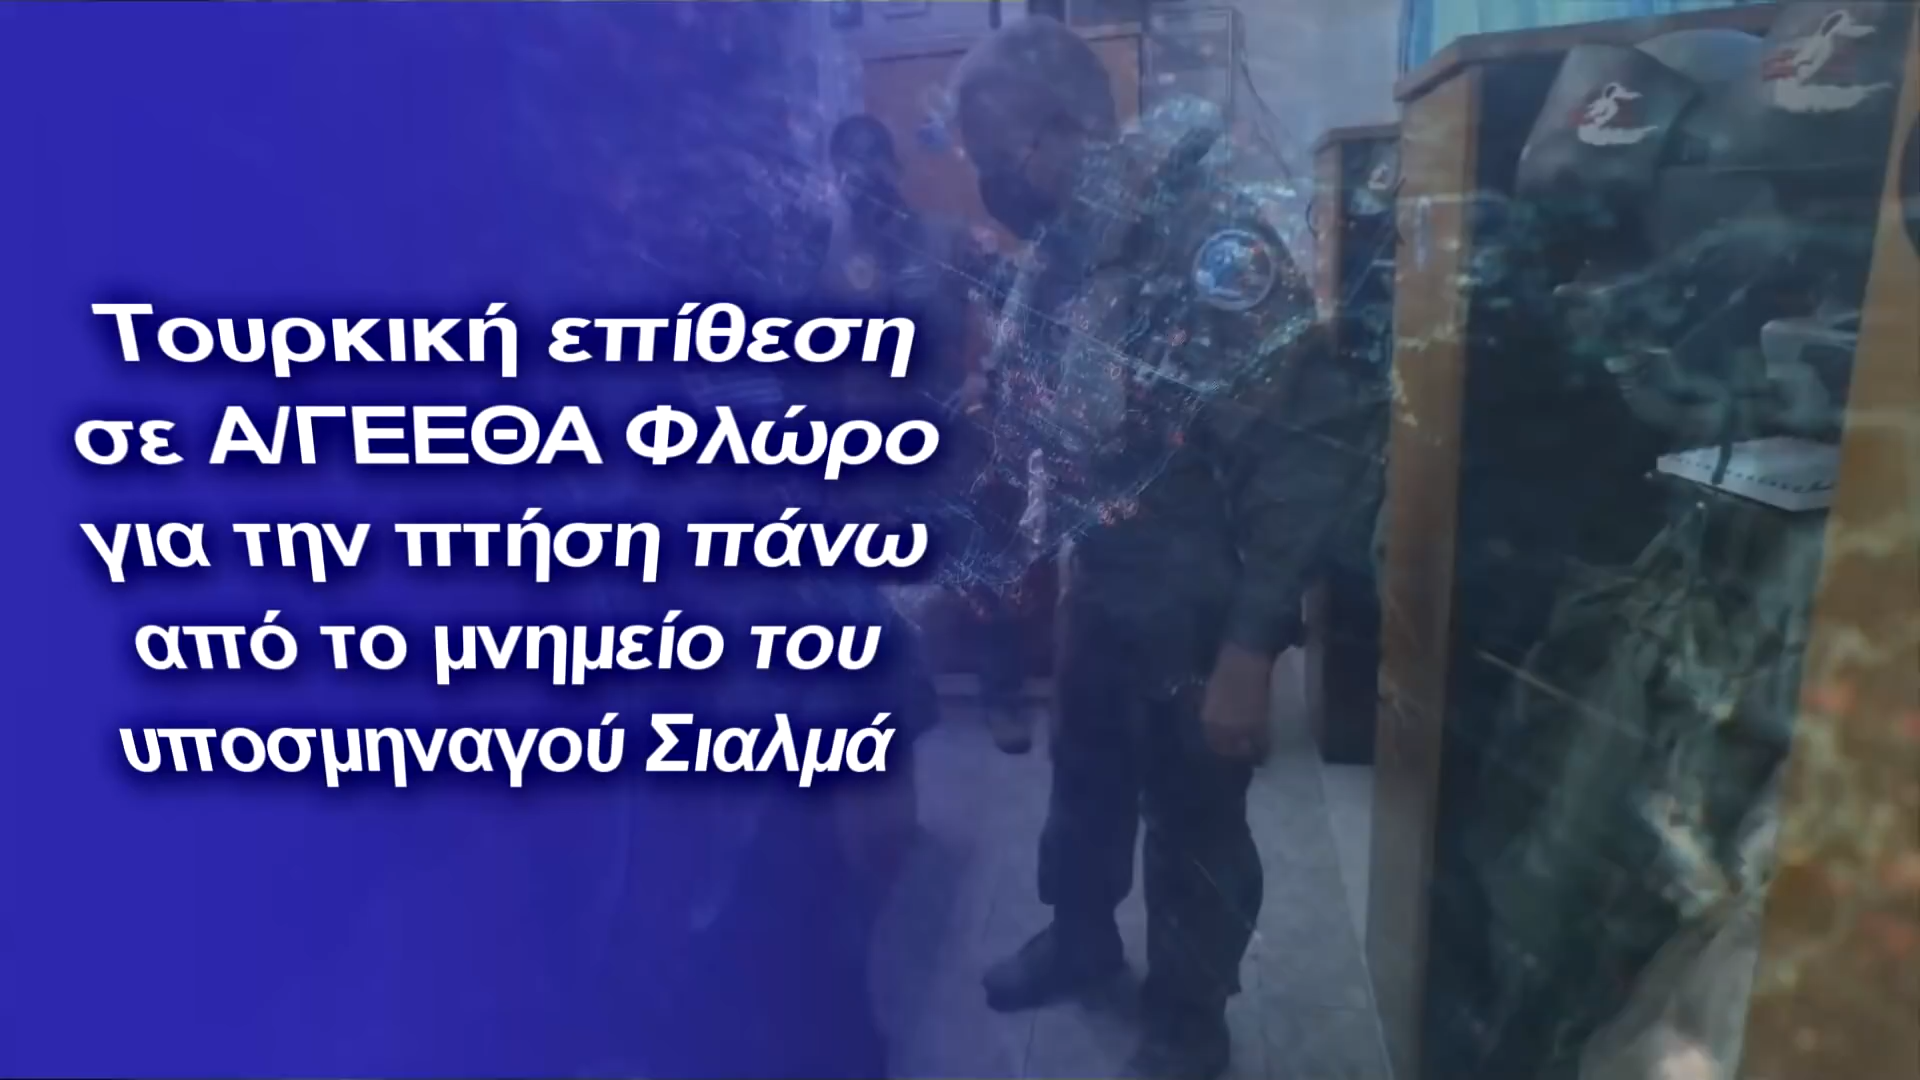 Τουρκική επίθεση
σε Α/ΓΕΕΘΑ Φλώρο
για την πτήση πάνω
από το μνημείο του
υποσμηναγού Σιαλμά